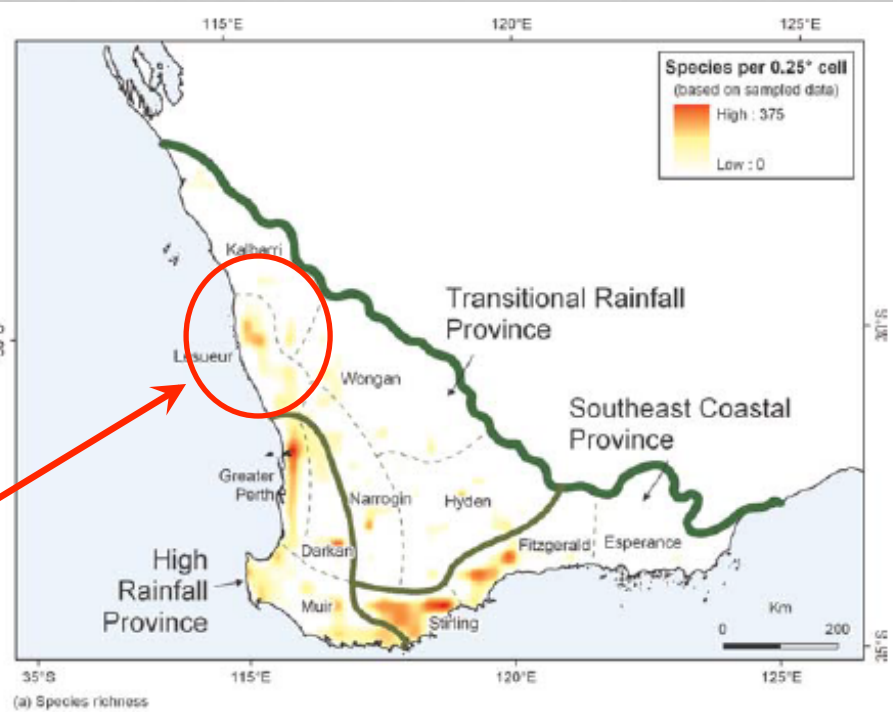 115°E
120°E
125°E
Species per 0.25° cell
(based on sampled data)
High : 375
Low : 0
Kalbarri
Transitional Rainfall
Province
30°S
Lesueur
Wongan
Southeast Coastal
Province
Greater
Perth
Narrogin
Hyden
Darkan
Fitzgerald
Esperance
High
Rainfall
Province
Muir
Stirling
Km
0
200
35°S
35°S
115°E
120°E
125°E
(a) Species richness